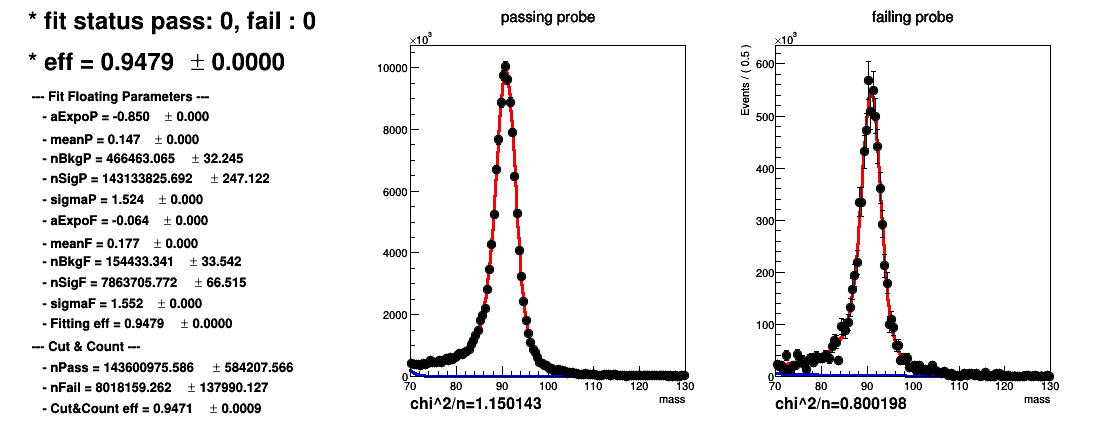 * fit status pass: 0, fail : 0
* eff = 0.9479 ± 0.0000
--- Fit Floating Parameters ---
- aExpoP = -0.850 ± 0.000
- meanP = 0.147 ± 0.000
- nBkgP = 466463.065 ± 32.245
- nSigP = 143133825.692 ± 247.122
- sigmaP = 1.524 ± 0.000
- aExpoF = -0.064 ± 0.000
- meanF = 0.177 ± 0.000
- nBkgF = 154433.341 ± 33.542
- nSigF = 7863705.772 ± 66.515
- sigmaF = 1.552 ± 0.000
- Fitting eff = 0.9479 ± 0.0000
--- Cut & Count ---
- nPass = 143600975.586 ± 584207.566
- nFail = 8018159.262 ± 137990.127
- Cut&Count eff = 0.9471 ± 0.0009
passing probe
×10³
10000
8000
6000
4000
2000
0
70 80 90 100 110 120 130
mass
chi^2/n=1.150143
failing probe
×10³
Events / ( 0.5 )
600
500
400
300
200
100
0
70 80 90 100 110 120 130
mass
chi^2/n=0.800198